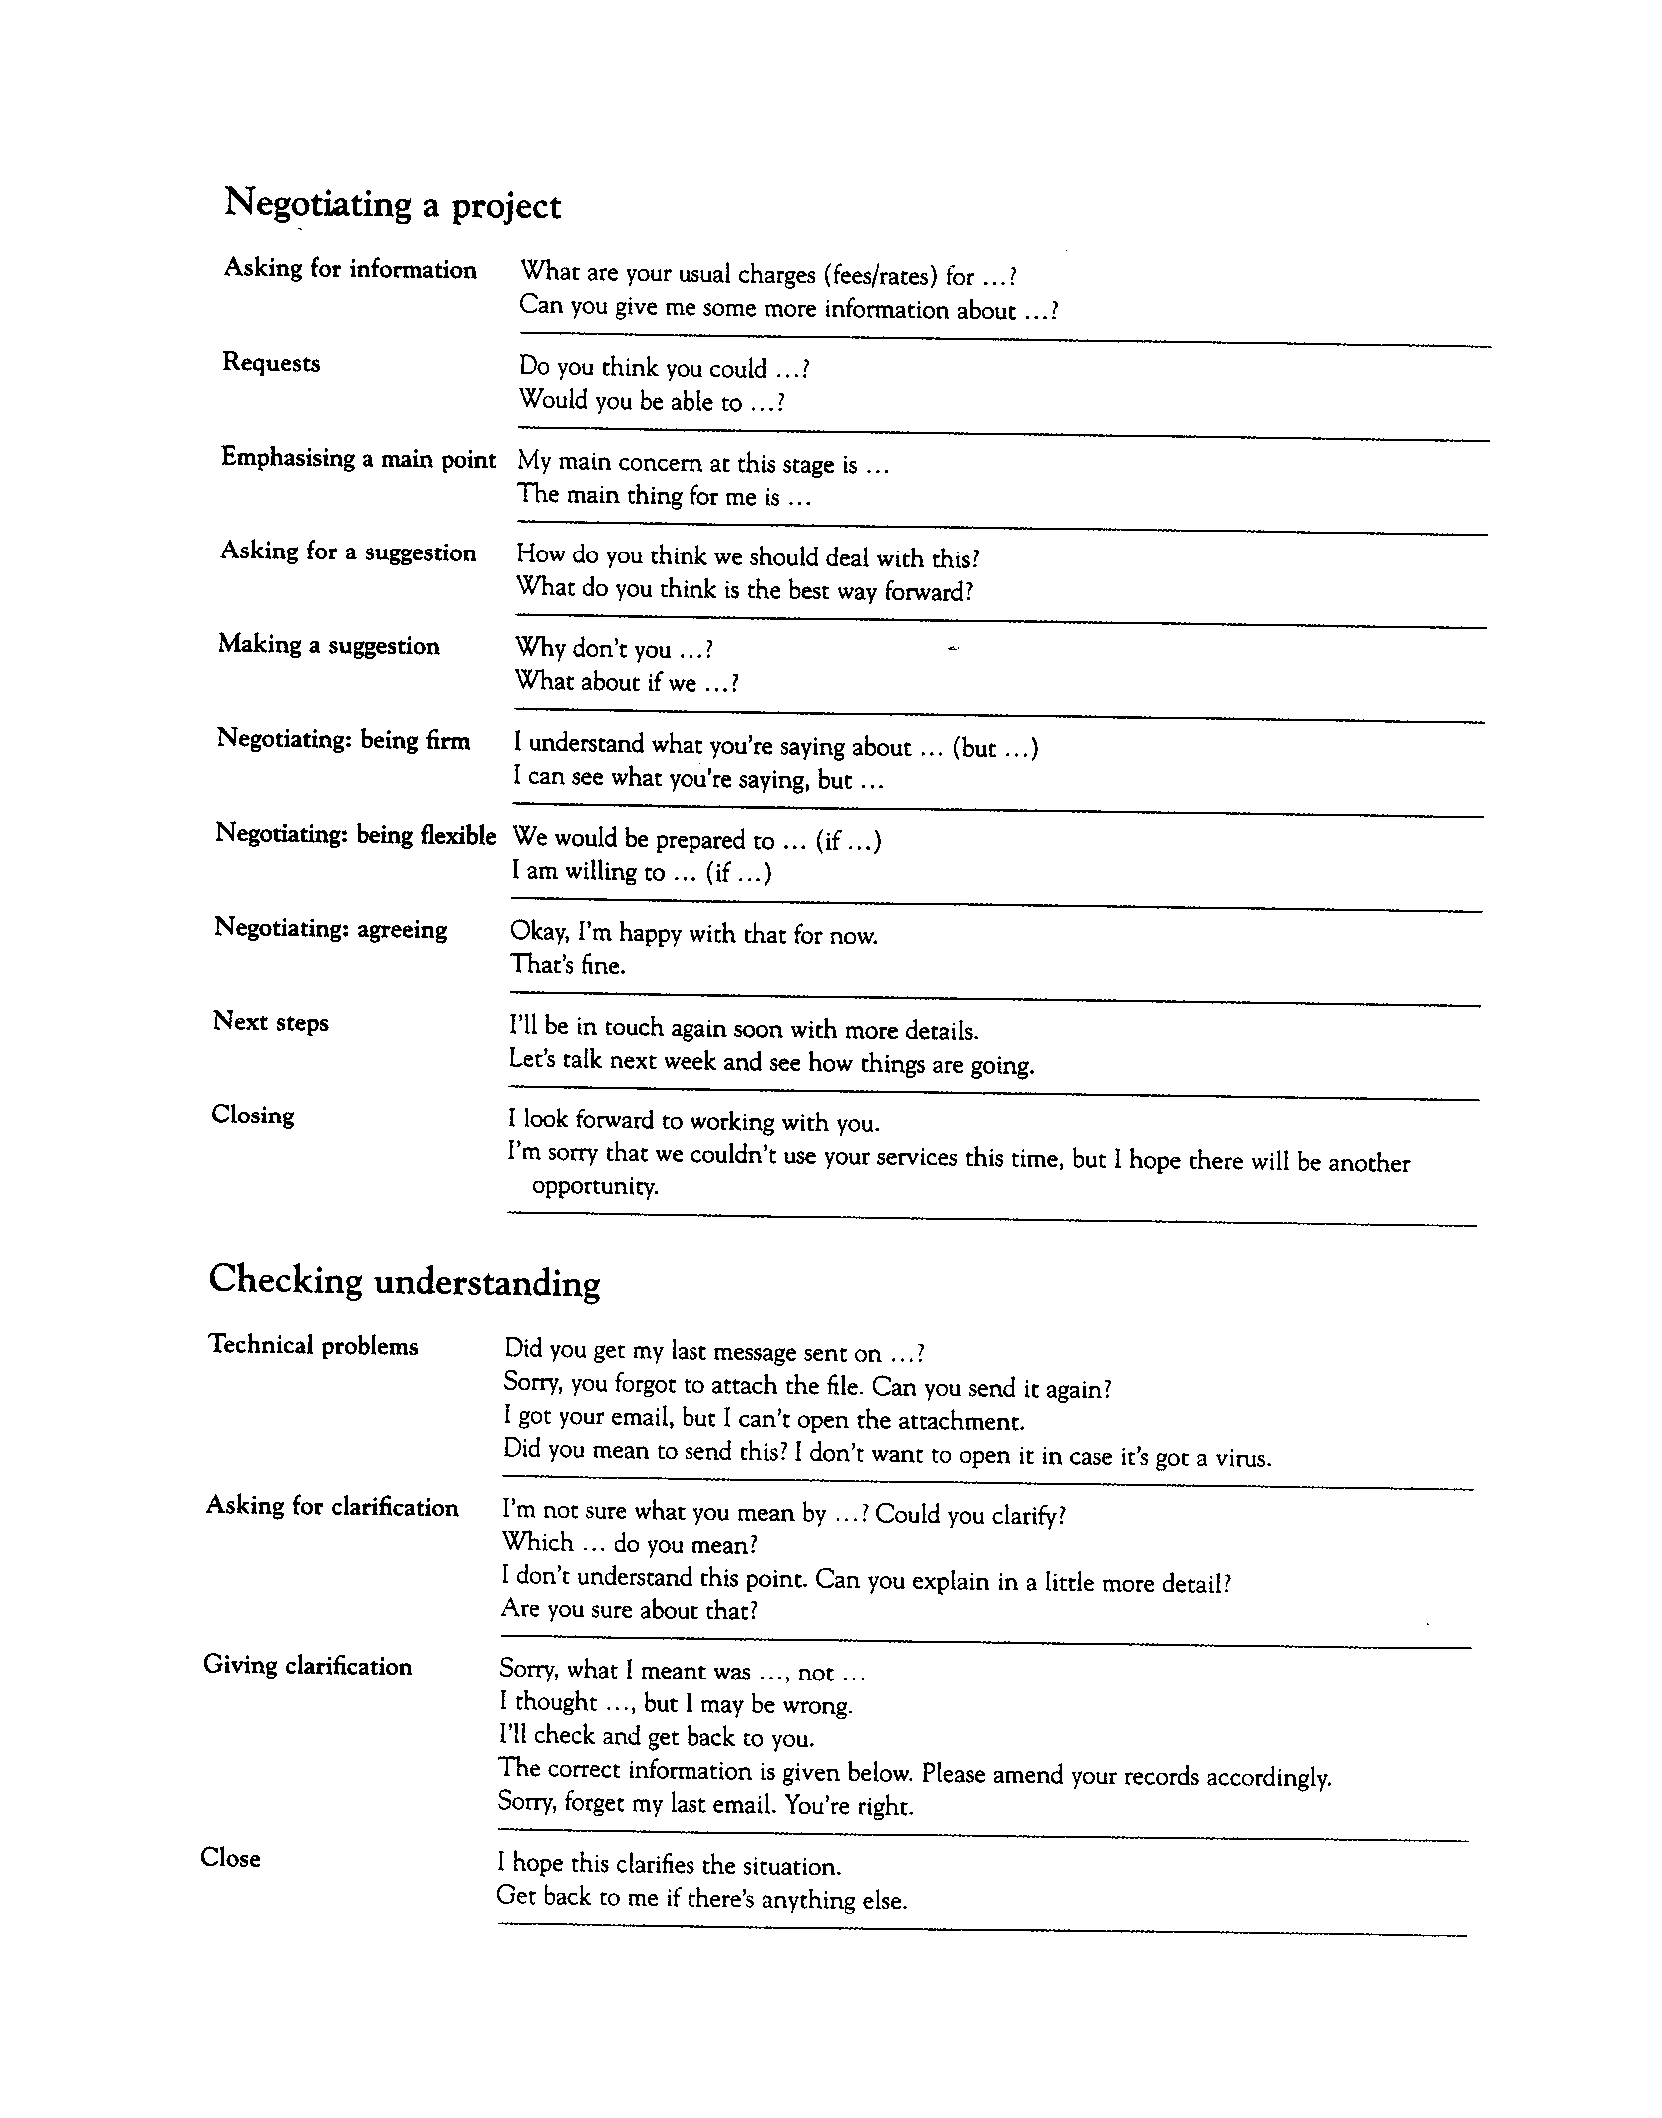 Negotiating a project
Asking for information What are your usual charges (fees/rates) for ...?
Can you give me some more information about ...?
Requests Do you think you could ...?
Would you be able to ...?
Emphasising a main point My main concern at this stage is ...
The main thing for me is ...
Asking for a suggestion How do you think we should deal with this?
What do you think is the best way forward?
Making a suggestion Why don't you ...?
What about if we ...?
Negotiating: being firm I understand what you're saying about ... (but ...)
I can see what you're saying, but ...
Negotiating: being flexible We would be prepared to ... (if ...)
I am willing to ... (if ...)
Negotiating: agreeing Okay, I'm happy with that for now.
That's fine.
Next steps I'll be in touch again soon with more details.
Let's talk next week and see how things are going.
Closing I look forward to working with you.
I'm sorry that we couldn't use your services this time, but I hope there will be another
opportunity.
Checking understanding
Technical problems Did you get my last message sent on ...?
Sorry, you forgot to attach the file. Can you send it again?
I got your email, but I can't open the attachment.
Did you mean to send this? I don't want to open it in case it's got a virus.
Asking for clarification I'm not sure what you mean by ...? Could you clarify?
Which ... do you mean?
I don't understand this point. Can you explain in a little more detail?
Are you sure about that?
Giving clarification Sorry, what I meant was ..., not ...
I thought ..., but I may be wrong.
I'll check and get back to you.
The correct information is given below. Please amend your records accordingly.
Sorry, forget my last email. You're right.
Close I hope this clarifies the situation.
Get back to me if there's anything else.